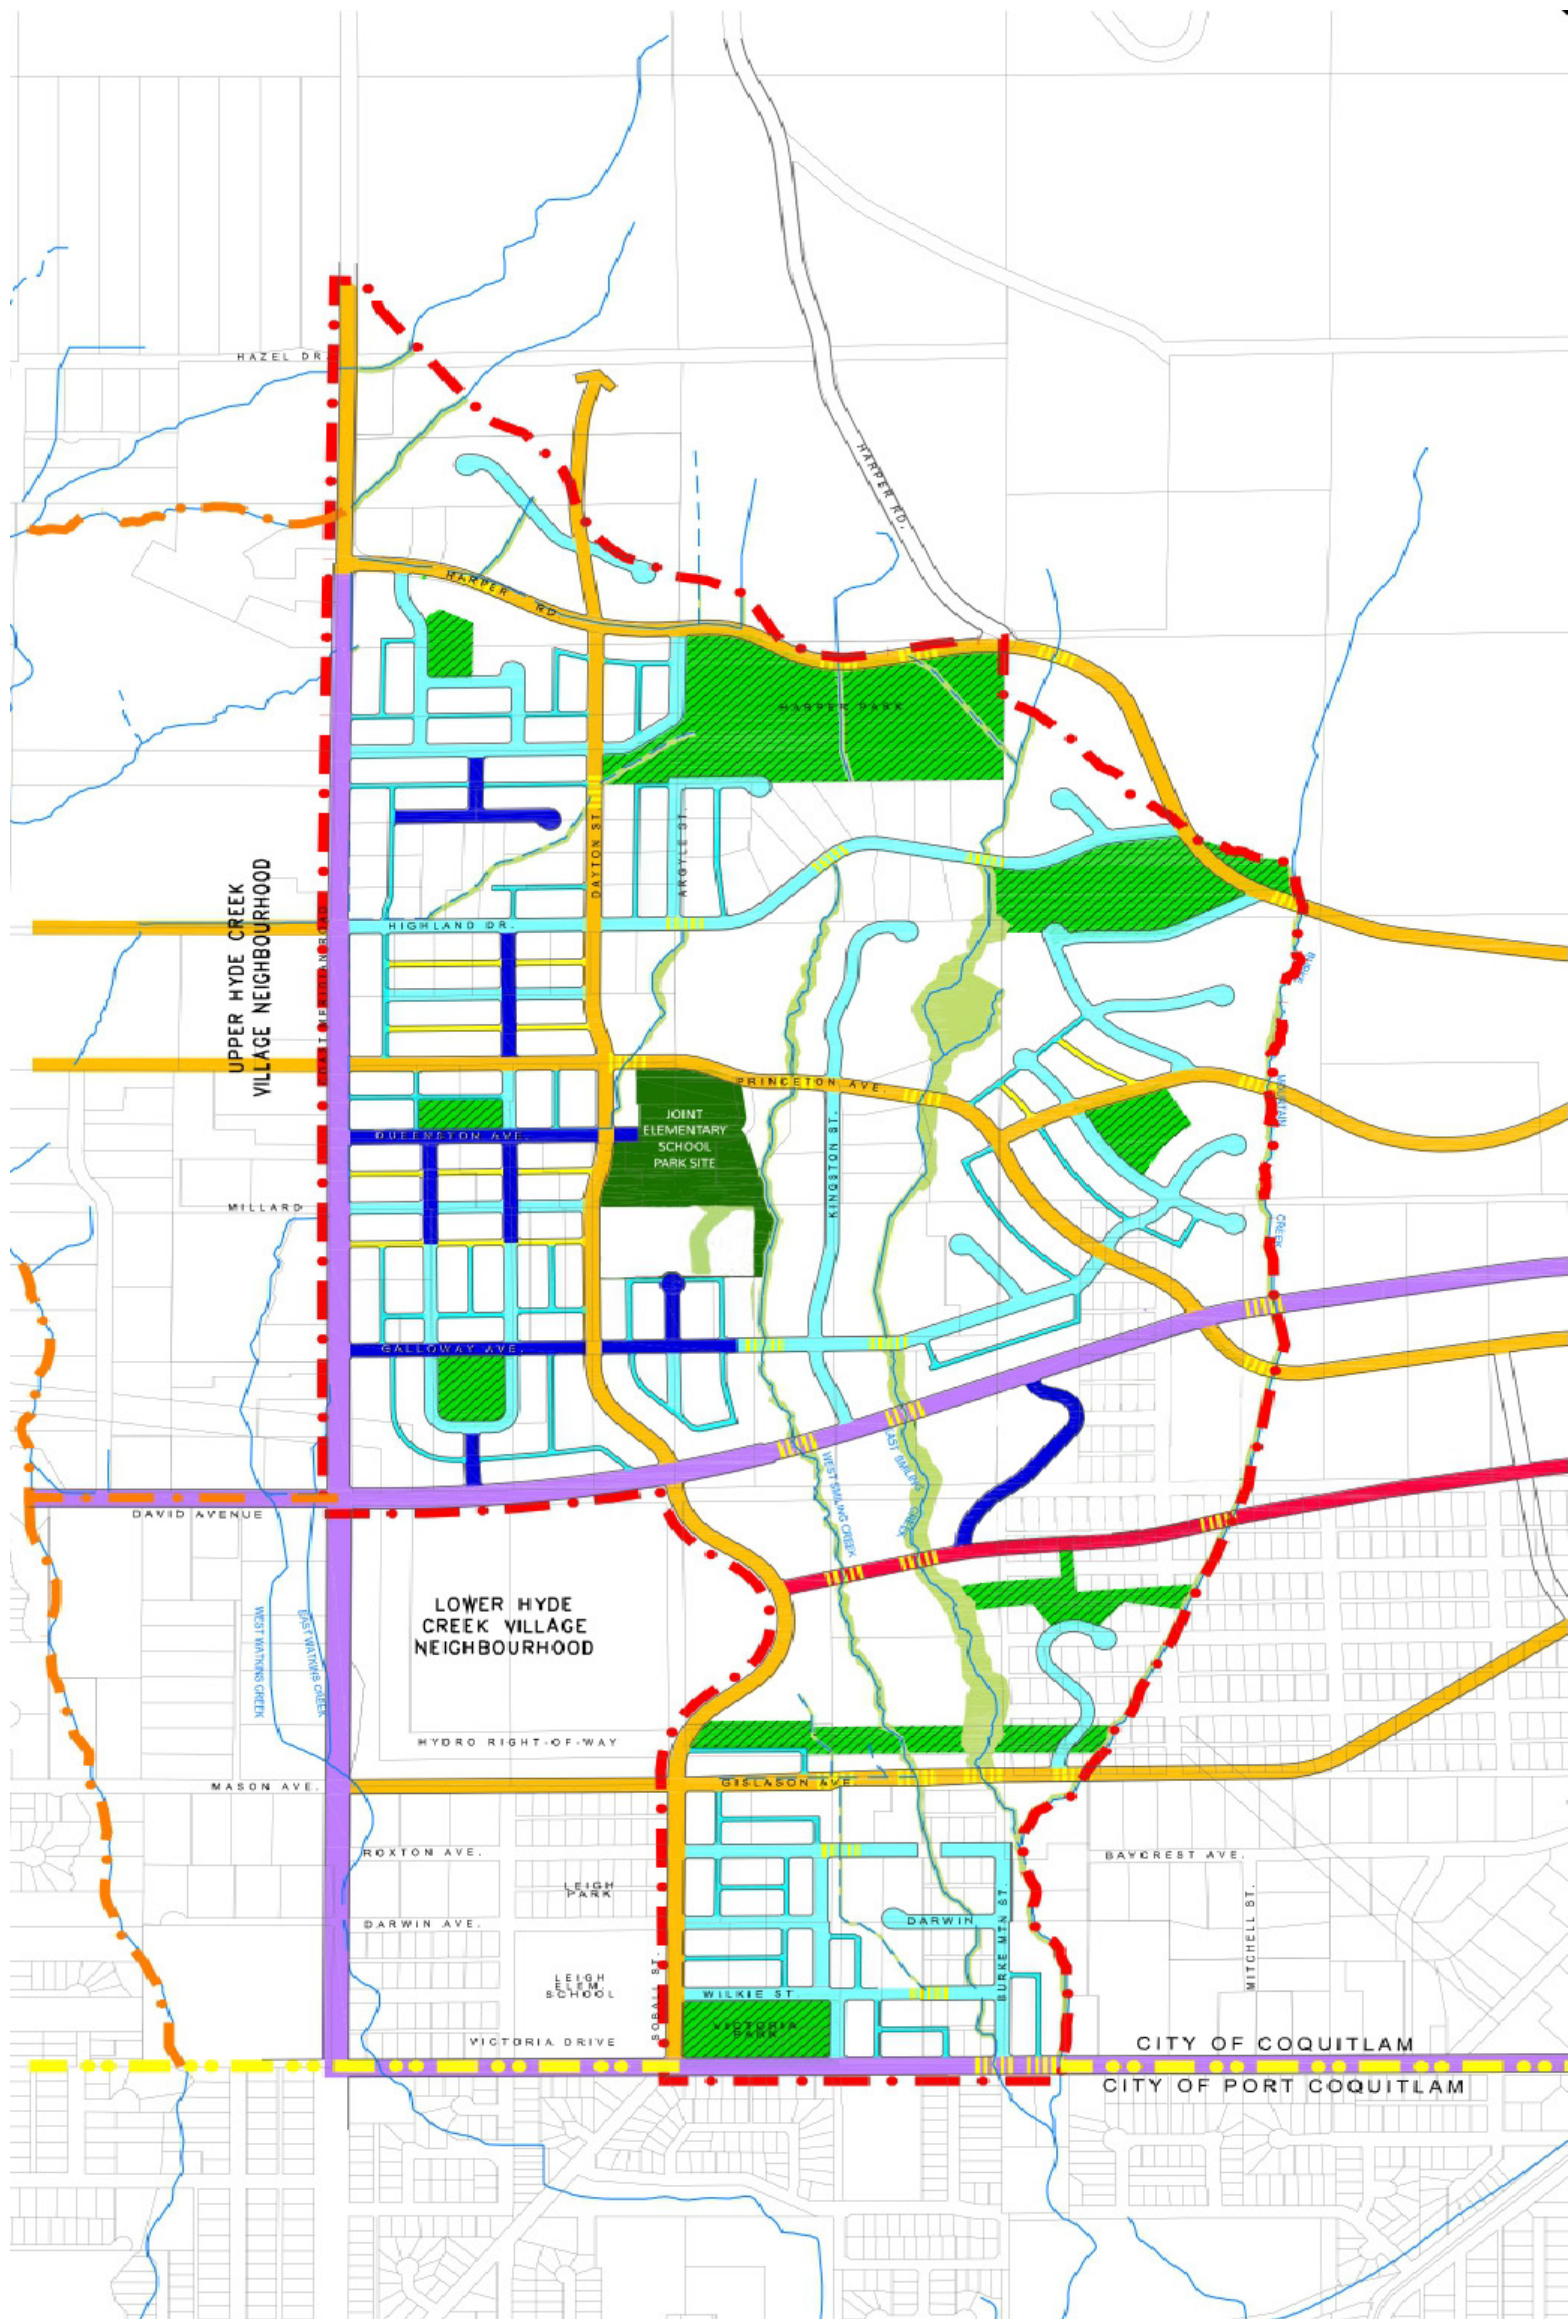 HAZEL DR.
HARPER RD.
HARPER RD
HARPER PARK
UPPER HYDE CREEK
VILLAGE NEIGHBOURHOOD
DAYTON ST.
ARGYLE ST.
HIGHLAND DR.
PRINCETON AVE.
JOINT
ELEMENTARY
SCHOOL
PARK SITE
QUEENSTON AVE.
KINGSTON ST.
MOUNTAIN
CREEK
MILLARD
GALLOWAY AVE.
DAVID AVENUE
WEST SMILING CREEK
EAST SMILING CREEK
LOWER HYDE
CREEK VILLAGE
NEIGHBOURHOOD
WEST WATKINS CREEK
EAST WATKINS CREEK
HYDRO RIGHT-OF-WAY
MASON AVE.
GISLASON AVE.
ROXTON AVE.
BAYCREST AVE.
LEIGH
PARK
DARWIN AVE.
DARWIN
BURKE MTN ST.
MITCHELL ST.
LEIGH
ELEM.
SCHOOL
WILKIE ST.
VICTORIA
PARK
VICTORIA DRIVE
CITY OF COQUITLAM
CITY OF PORT COQUITLAM